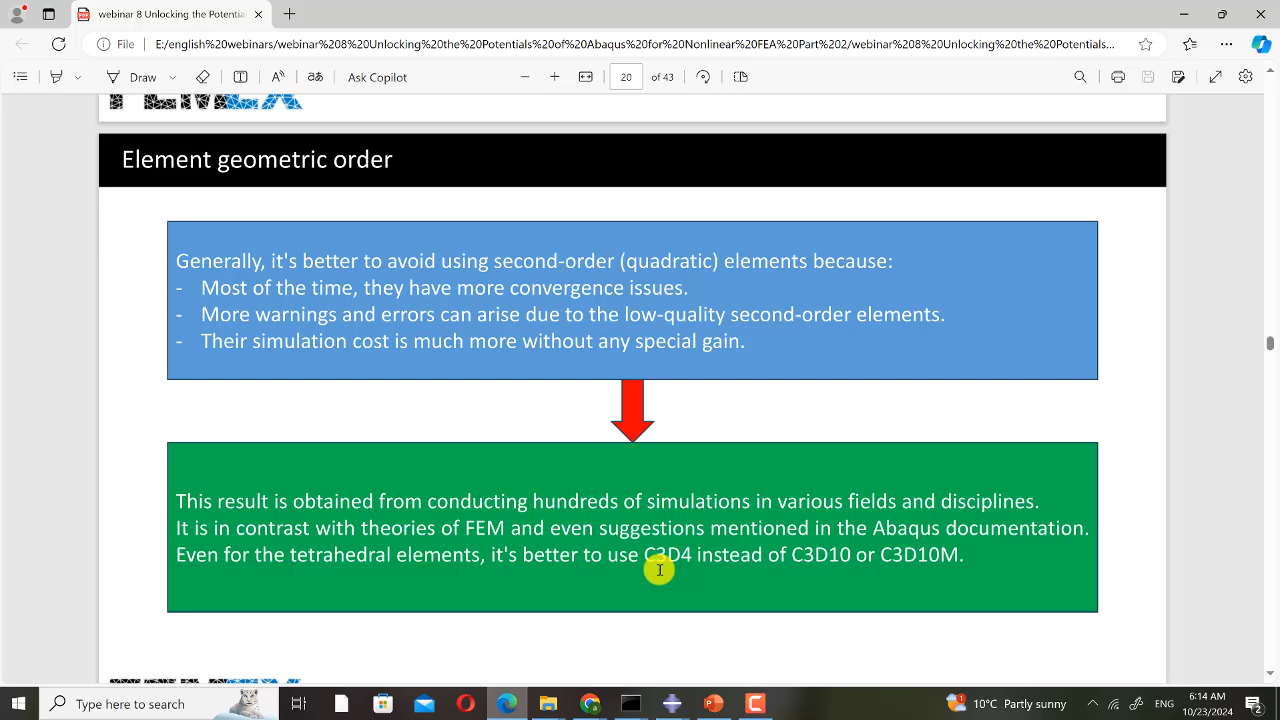 webinar 8 Unlocking the Potential
File
E:/english%20webinars/webinar%208%20Unlocking%20the%20Potentials%20of%20Abaqus%20for%20Nonlinear%20FEA%20Part%202/webinar%208%20Unlocking%20the%20Potentials...
Draw
Ask Copilot
20 of 43
FEMEX
Element geometric order
Generally, it's better to avoid using second-order (quadratic) elements because:
- Most of the time, they have more convergence issues.
- More warnings and errors can arise due to the low-quality second-order elements.
- Their simulation cost is much more without any special gain.
This result is obtained from conducting hundreds of simulations in various fields and disciplines.
It is in contrast with theories of FEM and even suggestions mentioned in the Abaqus documentation.
Even for the tetrahedral elements, it's better to use C3D4 instead of C3D10 or C3D10M.
Type here to search
10°C Partly sunny
ENG
6:14 AM
10/23/2024